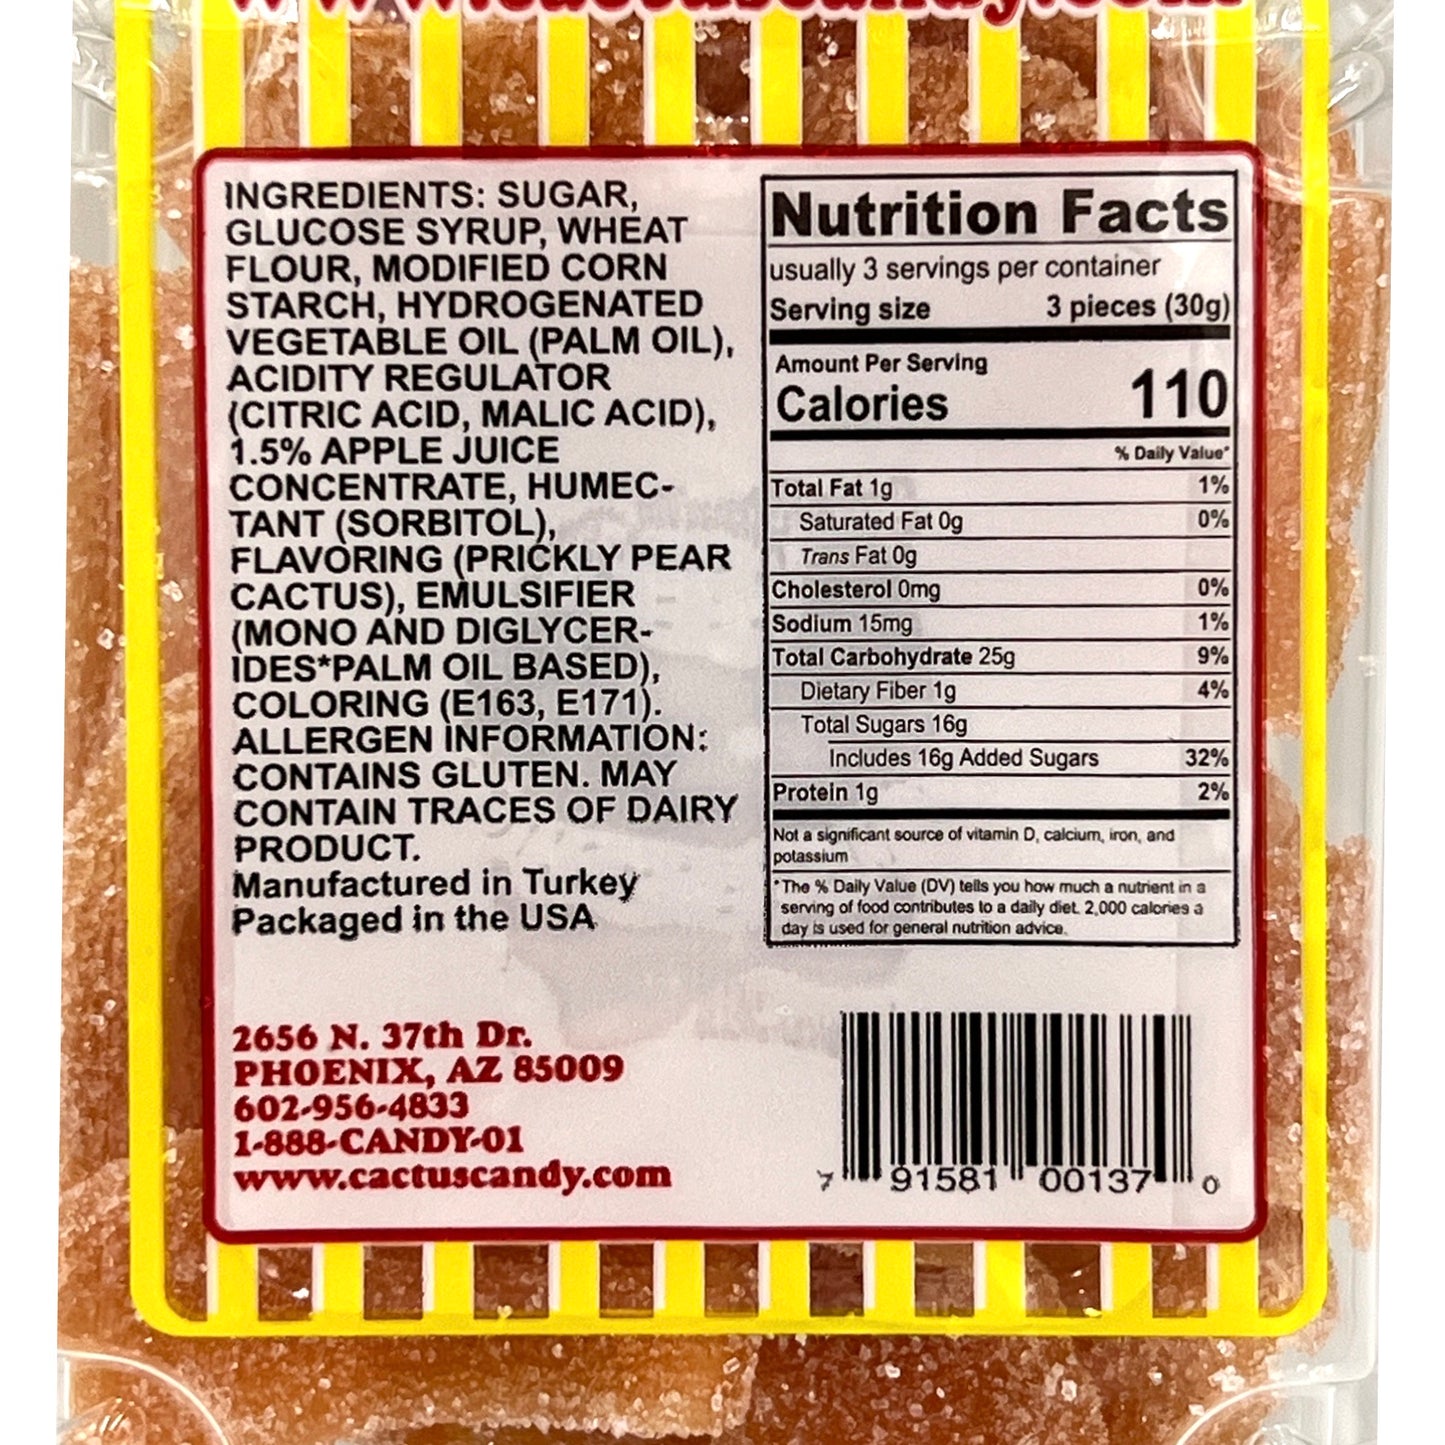 www.cactuscandy.com
INGREDIENTS: SUGAR,
GLUCOSE SYRUP, WHEAT
FLOUR, MODIFIED CORN
STARCH, HYDROGENATED
VEGETABLE OIL (PALM OIL),
ACIDITY REGULATOR
(CITRIC ACID, MALIC ACID),
1.5% APPLE JUICE
CONCENTRATE, HUMEC-
TANT (SORBITOL),
FLAVORING (PRICKLY PEAR
CACTUS), EMULSIFIER
(MONO AND DIGLYCER-
IDES*PALM OIL BASED),
COLORING (E163, E171).
ALLERGEN INFORMATION:
CONTAINS GLUTEN. MAY
CONTAIN TRACES OF DAIRY
PRODUCT.
Manufactured in Turkey
Packaged in the USA
2656 N. 37th Dr.
PHOENIX, AZ 85009
602-956-4833
1-888-CANDY-01
www.cactuscandy.com
Nutrition Facts
usually 3 servings per container
Serving size 3 pieces (30g)
Amount Per Serving
Calories 110
% Daily Value*
Total Fat 1g 1%
Saturated Fat 0g 0%
Trans Fat 0g
Cholesterol 0mg 0%
Sodium 15mg 1%
Total Carbohydrate 25g 9%
Dietary Fiber 1g 4%
Total Sugars 16g
Includes 16g Added Sugars 32%
Protein 1g 2%
Not a significant source of vitamin D, calcium, iron, and
potassium
*The % Daily Value (DV) tells you how much a nutrient in a
serving of food contributes to a daily diet. 2,000 calories a
day is used for general nutrition advice.
7 91581 00137 0